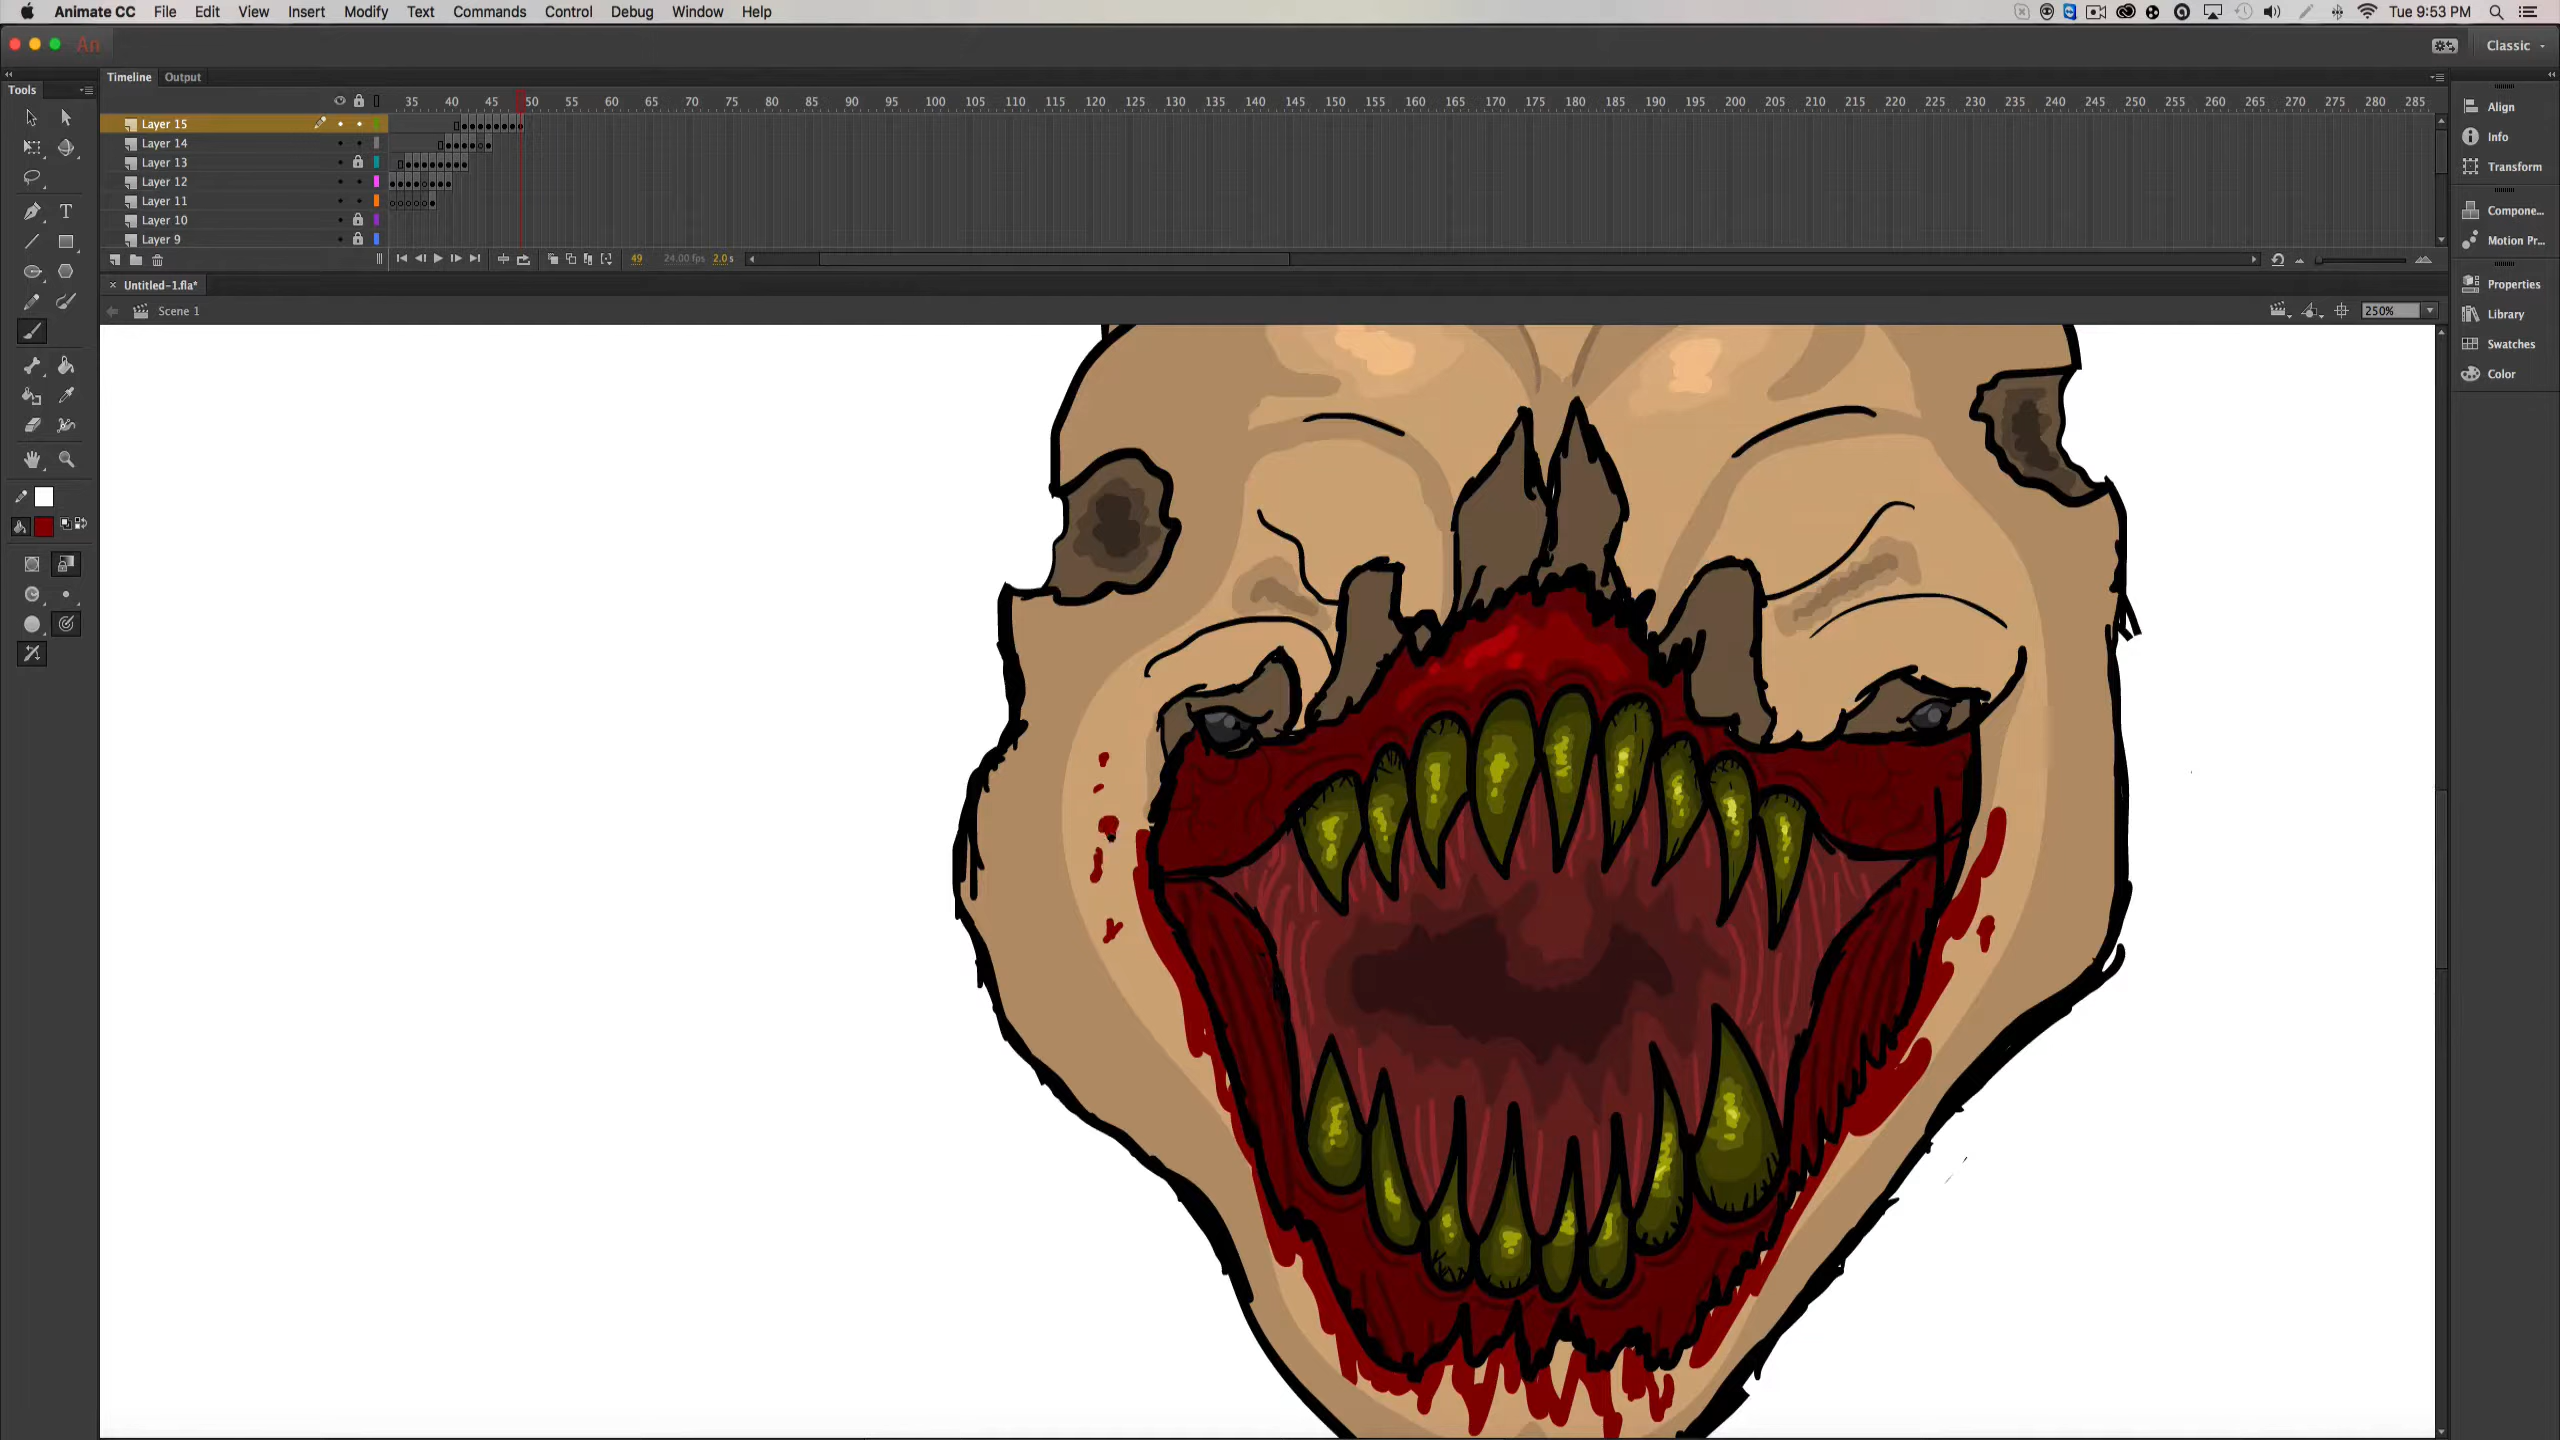 Animate CC File Edit View Insert Modify Text Commands Control Debug Window Help Tue 9:53 PM
An Classic
Timeline Output
Tools
35 40 45 50 55 60 65 70 75 80 85 90 95 100 105 110 115 120 125 130 135 140 145 150 155 160 165 170 175 180 185 190 195 200 205 210 215 220 225 230 235 240 245 250 255 260 265 270 275 280 285
Layer 15
Layer 14
Layer 13
Layer 12
Layer 11
Layer 10
Layer 9
49 24.00 fps 2.0 s
Untitled-1.fla*
Scene 1 250%
T
Align
Info
Transform
Compone...
Motion Pr...
Properties
Library
Swatches
Color